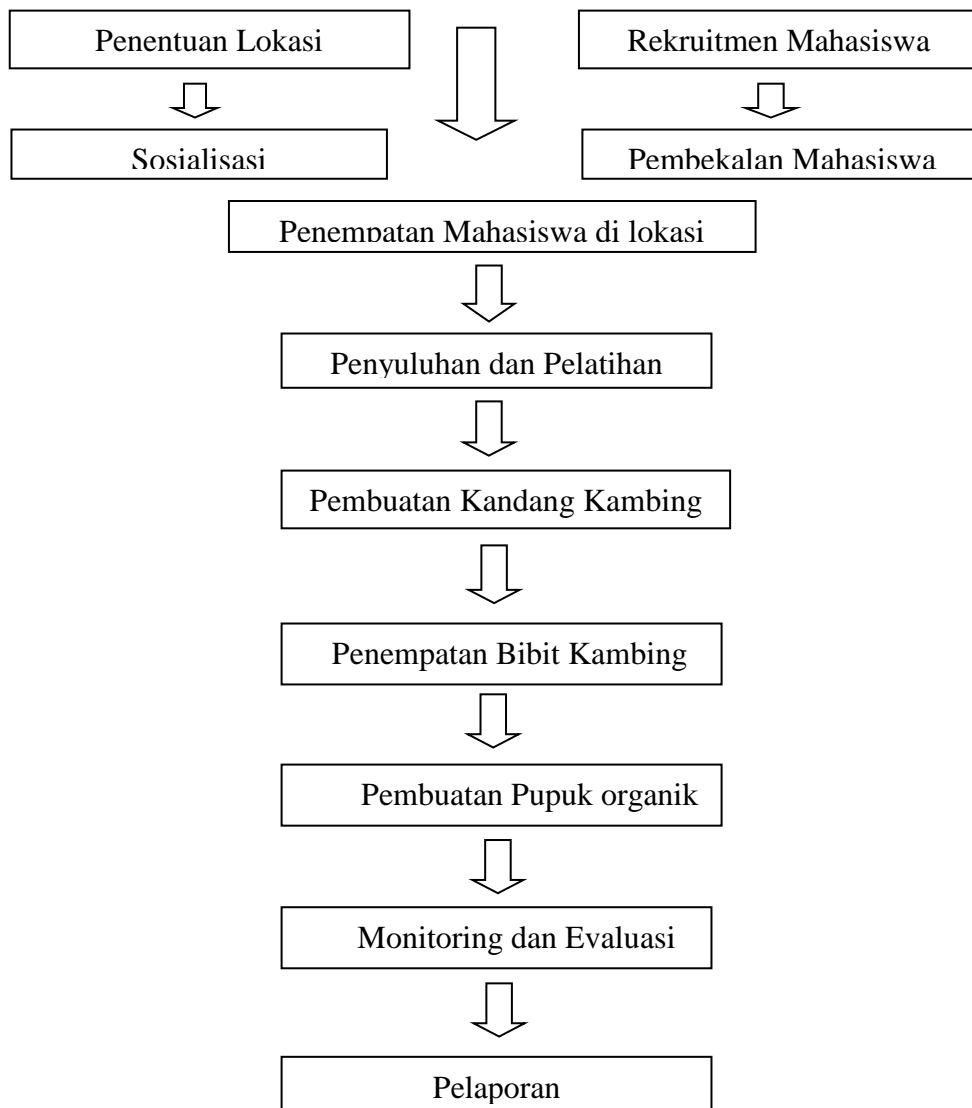 Penentuan Lokasi
Rekruitmen Mahasiswa
Sosialisasi
Pembekalan Mahasiswa
Penempatan Mahasiswa di lokasi
Penyuluhan dan Pelatihan
Pembuatan Kandang Kambing
Penempatan Bibit Kambing
Pembuatan Pupuk organik
Monitoring dan Evaluasi
Pelaporan